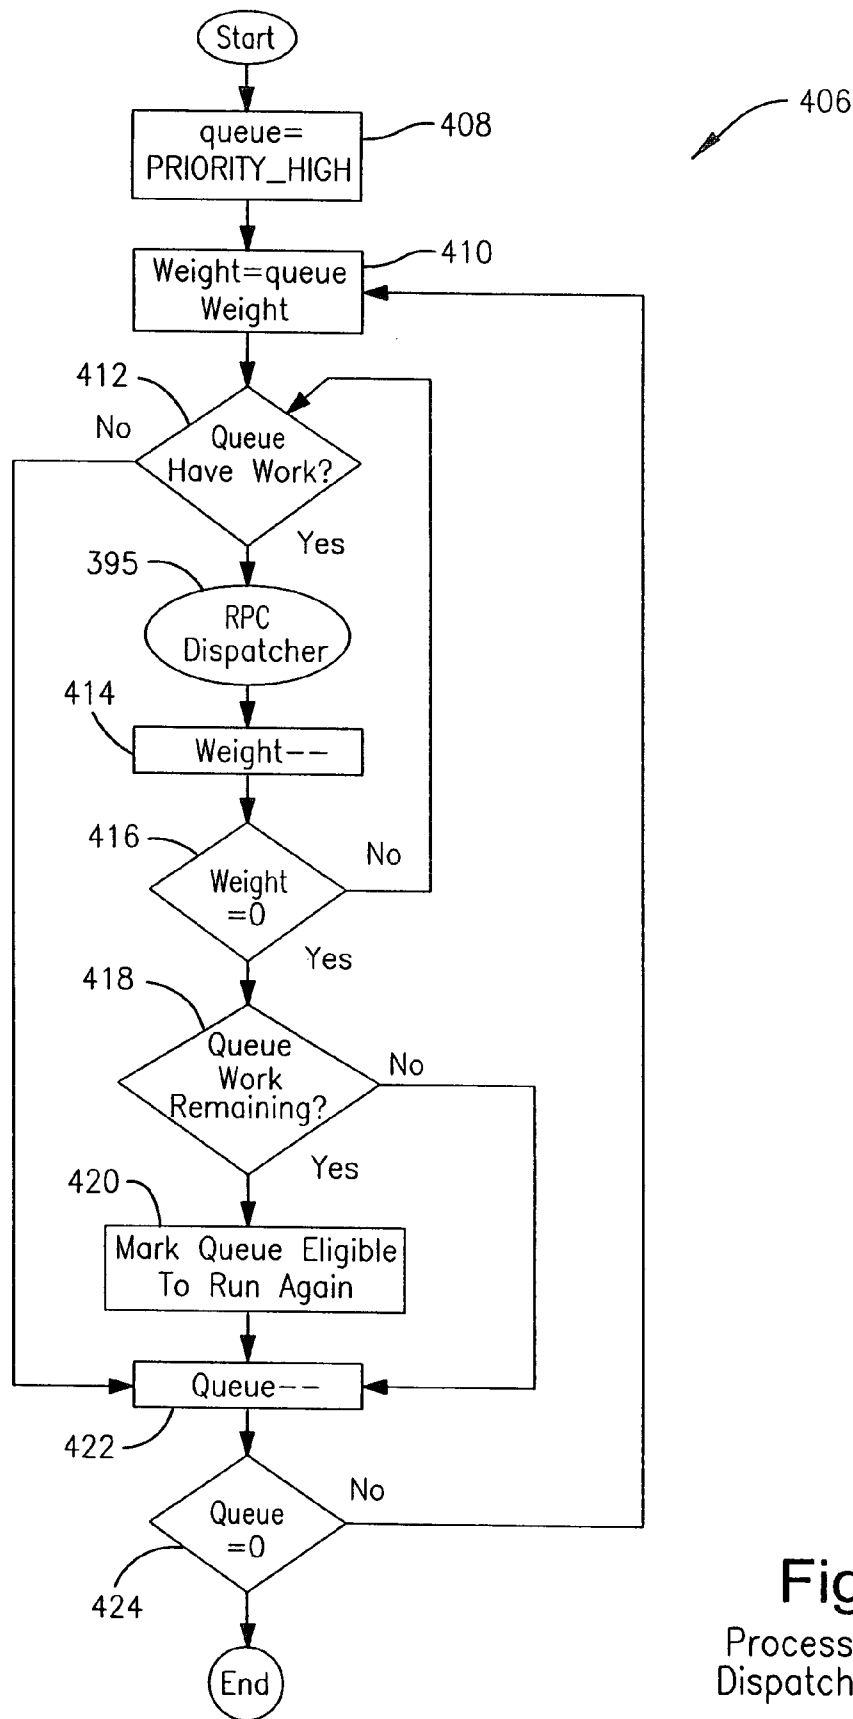 Start
406
queue=
PRIORITY_HIGH
408
Weight=queue
Weight
410
412
No
Queue
Have Work?
Yes
395
RPC
Dispatcher
414
Weight--
416
No
Weight
=0
Yes
418
Queue
Work
Remaining?
No
Yes
420
Mark Queue Eligible
To Run Again
Queue--
422
No
Queue
=0
424
End
Fig
Process
Dispatch